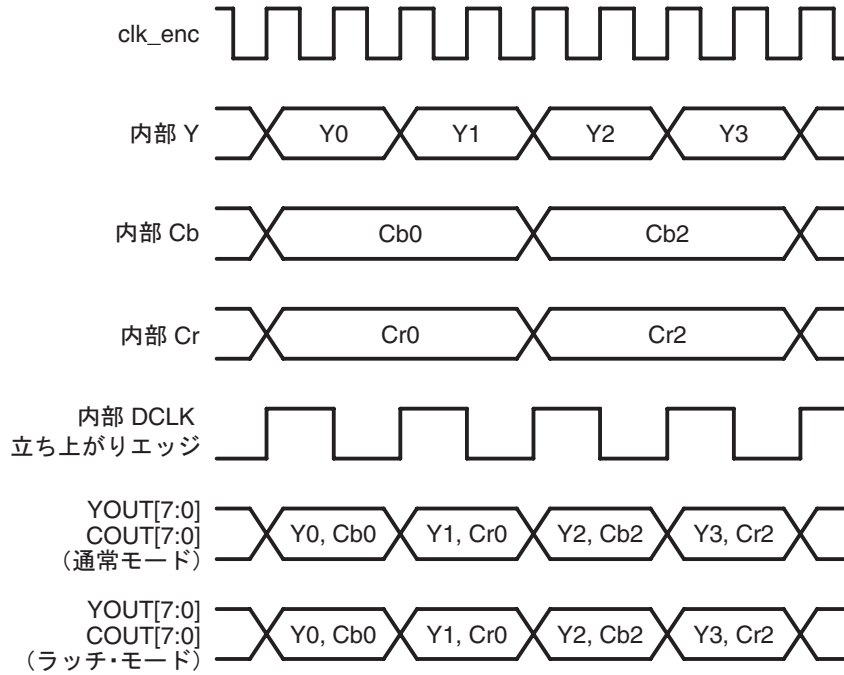 clk_enc
内部 Y
Y0
Y1
Y2
Y3
内部 Cb
Cb0
Cb2
内部 Cr
Cr0
Cr2
内部 DCLK
立ち上がりエッジ
YOUT[7:0]
COUT[7:0]
（通常モード）
Y0, Cb0
Y1, Cr0
Y2, Cb2
Y3, Cr2
YOUT[7:0]
COUT[7:0]
（ラッチ・モード）
Y0, Cb0
Y1, Cr0
Y2, Cb2
Y3, Cr2